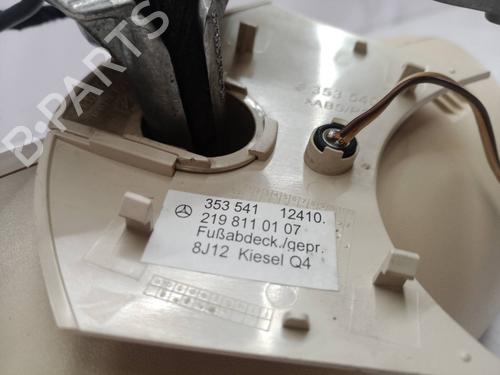 B-PARTS
353 541 12410.
219 811 01 07
Fußabdeck./gepr.
8J12 Kiesel Q4